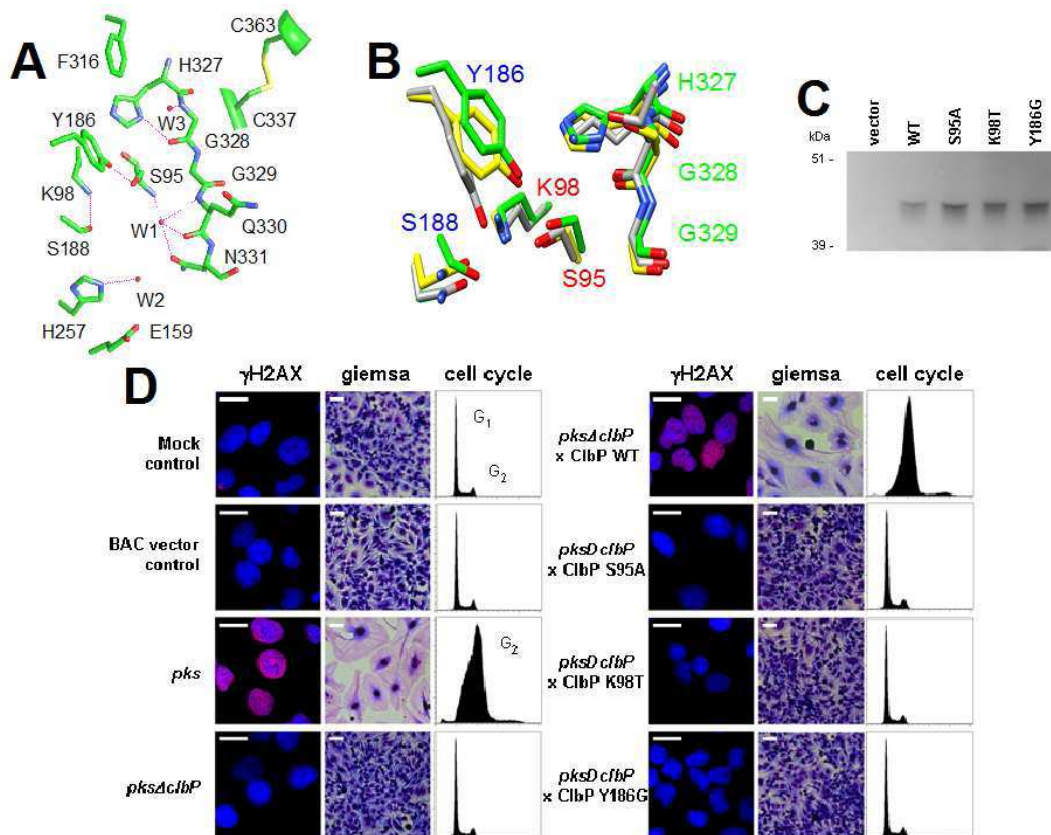 A
F316
H327
C363
Y186
W3
C337
G328
K98
S95
G329
S188
W1
Q330
N331
W2
H257
E159
B
Y186
H327
K98
G328
S188
G329
S95
C
kDa
vector
WT
S95A
K98T
Y186G
51 -
39 -
D
γH2AX giemsa cell cycle
Mock
control
G1
G2
BAC vector
control
pks
G2
pksΔclbP
γH2AX giemsa cell cycle
pksΔclbP
x ClbP WT
pksDclbP
x ClbP S95A
pksDclbP
x ClbP K98T
pksDclbP
x ClbP Y186G